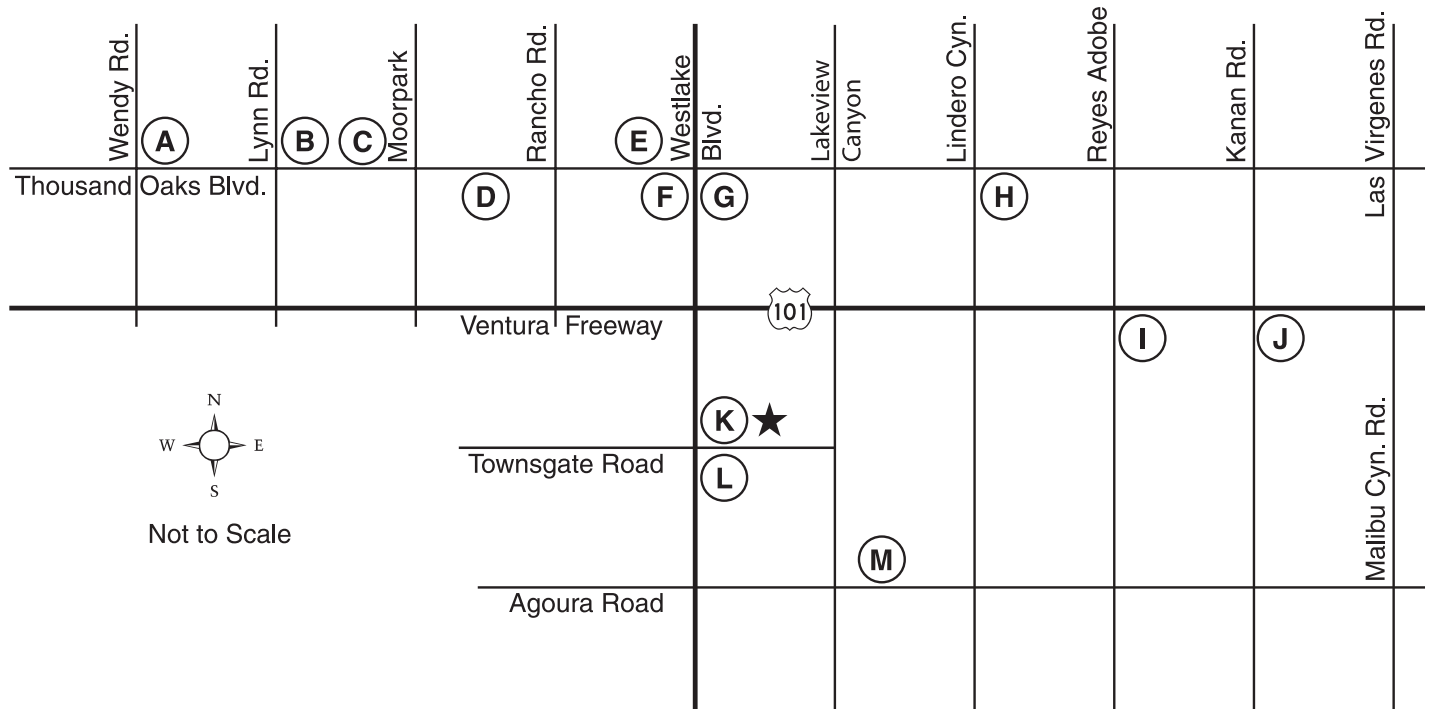 Wendy Rd.
Lynn Rd.
Moorpark
Rancho Rd.
Westlake
Blvd.
Lakeview
Canyon
Lindero Cyn.
Reyes Adobe
Kanan Rd.
Las Virgenes Rd.
A
B
C
E
Thousand Oaks Blvd.
D
F
G
H
101
Ventura Freeway
I
J
K
Townsgate Road
L
N
W
E
S
Not to Scale
M
Malibu Cyn. Rd.
Agoura Road